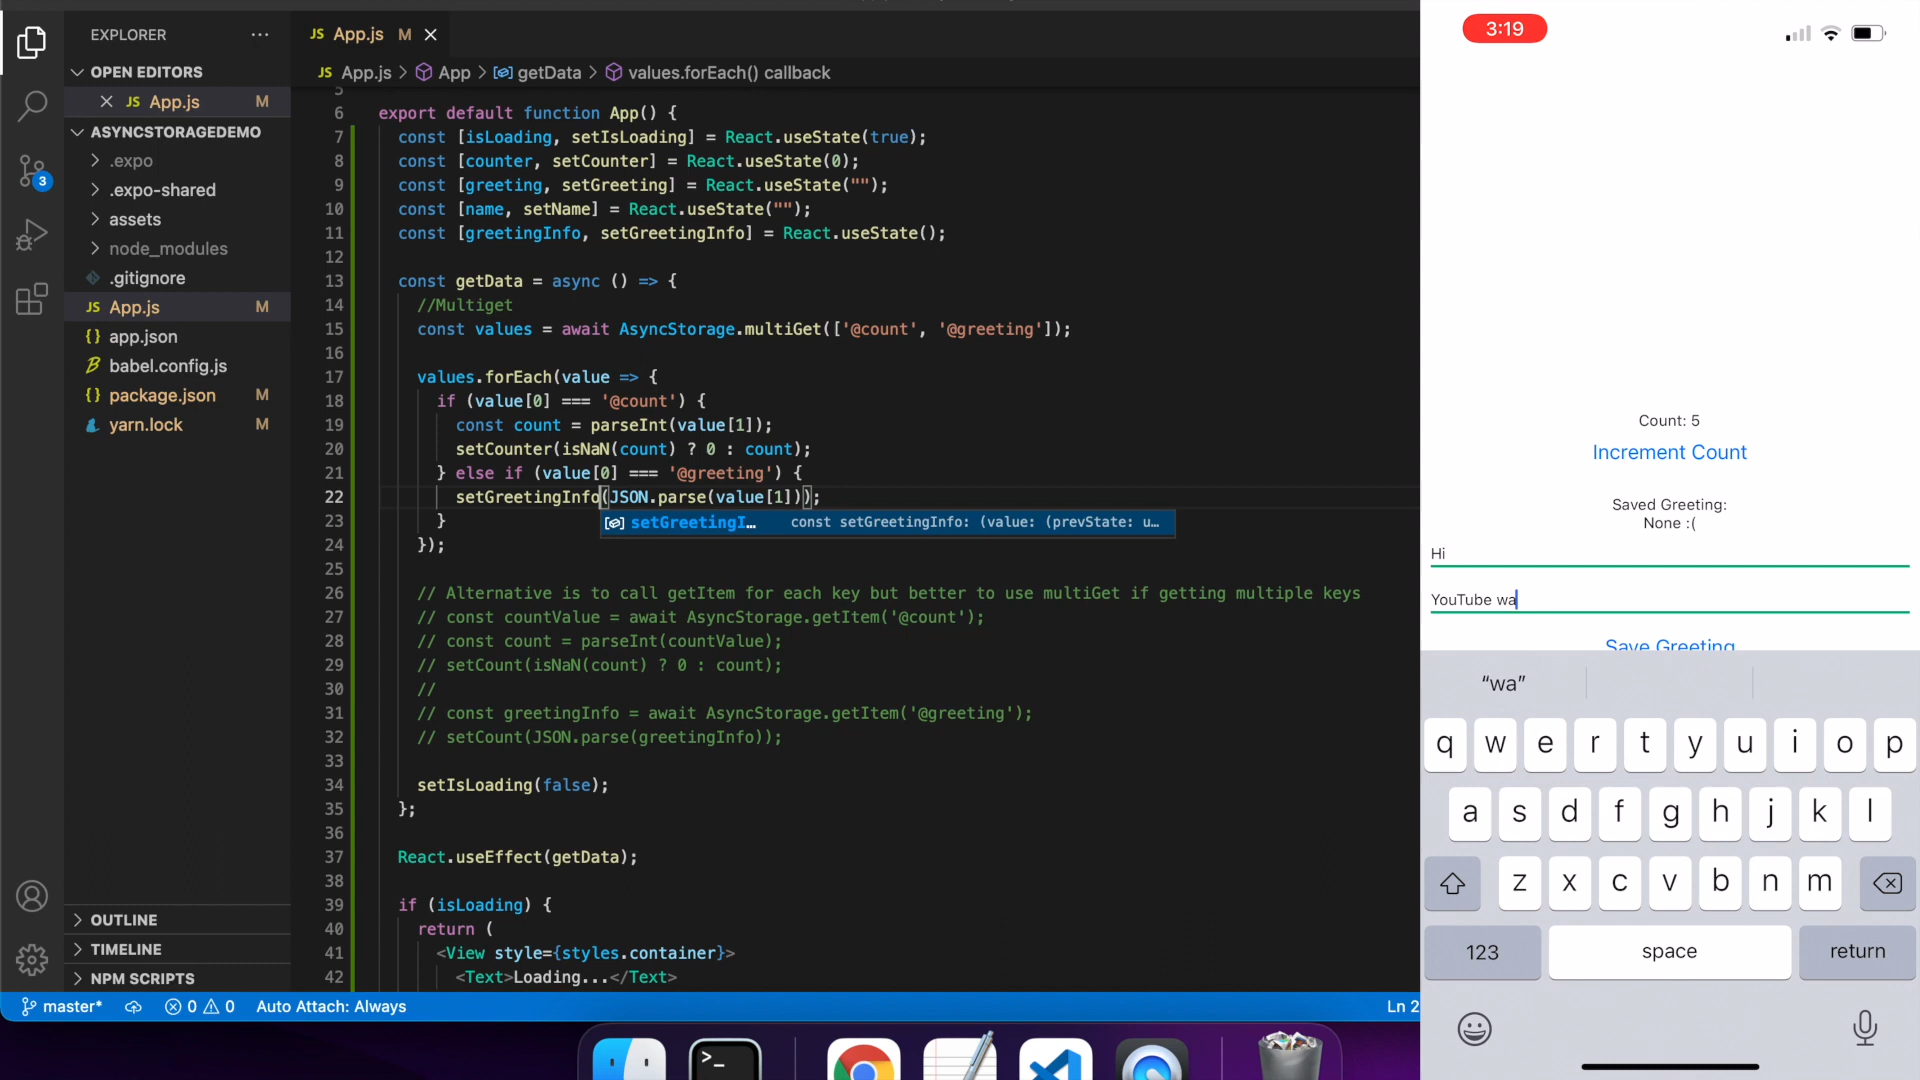 EXPLORER
OPEN EDITORS
JS App.js M
ASYNCSTORAGEDEMO
.expo
.expo-shared
assets
node_modules
.gitignore
JS App.js M
{} app.json
babel.config.js
{} package.json M
yarn.lock M
3
OUTLINE
TIMELINE
NPM SCRIPTS
JS App.js M
JS App.js > App > getData > values.forEach() callback
5
6 export default function App() {
7 const [isLoading, setIsLoading] = React.useState(true);
8 const [counter, setCounter] = React.useState(0);
9 const [greeting, setGreeting] = React.useState("");
10 const [name, setName] = React.useState("");
11 const [greetingInfo, setGreetingInfo] = React.useState();
12
13 const getData = async () => {
14 //Multiget
15 const values = await AsyncStorage.multiGet(['@count', '@greeting']);
16
17 values.forEach(value => {
18 if (value[0] === '@count') {
19 const count = parseInt(value[1]);
20 setCounter(isNaN(count) ? 0 : count);
21 } else if (value[0] === '@greeting') {
22 setGreetingInfo(JSON.parse(value[1]));
setGreetingI… const setGreetingInfo: (value: (prevState: u…
23 }
24 });
25
26 // Alternative is to call getItem for each key but better to use multiGet if getting multiple keys
27 // const countValue = await AsyncStorage.getItem('@count');
28 // const count = parseInt(countValue);
29 // setCount(isNaN(count) ? 0 : count);
30 //
31 // const greetingInfo = await AsyncStorage.getItem('@greeting');
32 // setCount(JSON.parse(greetingInfo));
33
34 setIsLoading(false);
35 };
36
37 React.useEffect(getData);
38
39 if (isLoading) {
40 return (
41 <View style={styles.container}>
42 <Text>Loading...</Text>
master* 0 0 Auto Attach: Always Ln 2
3:19
Count: 5
Increment Count
Saved Greeting:
None :(
Hi
YouTube wa
Save Greeting
“wa”
q w e r t y u i o p
a s d f g h j k l
z x c v b n m
123 space return